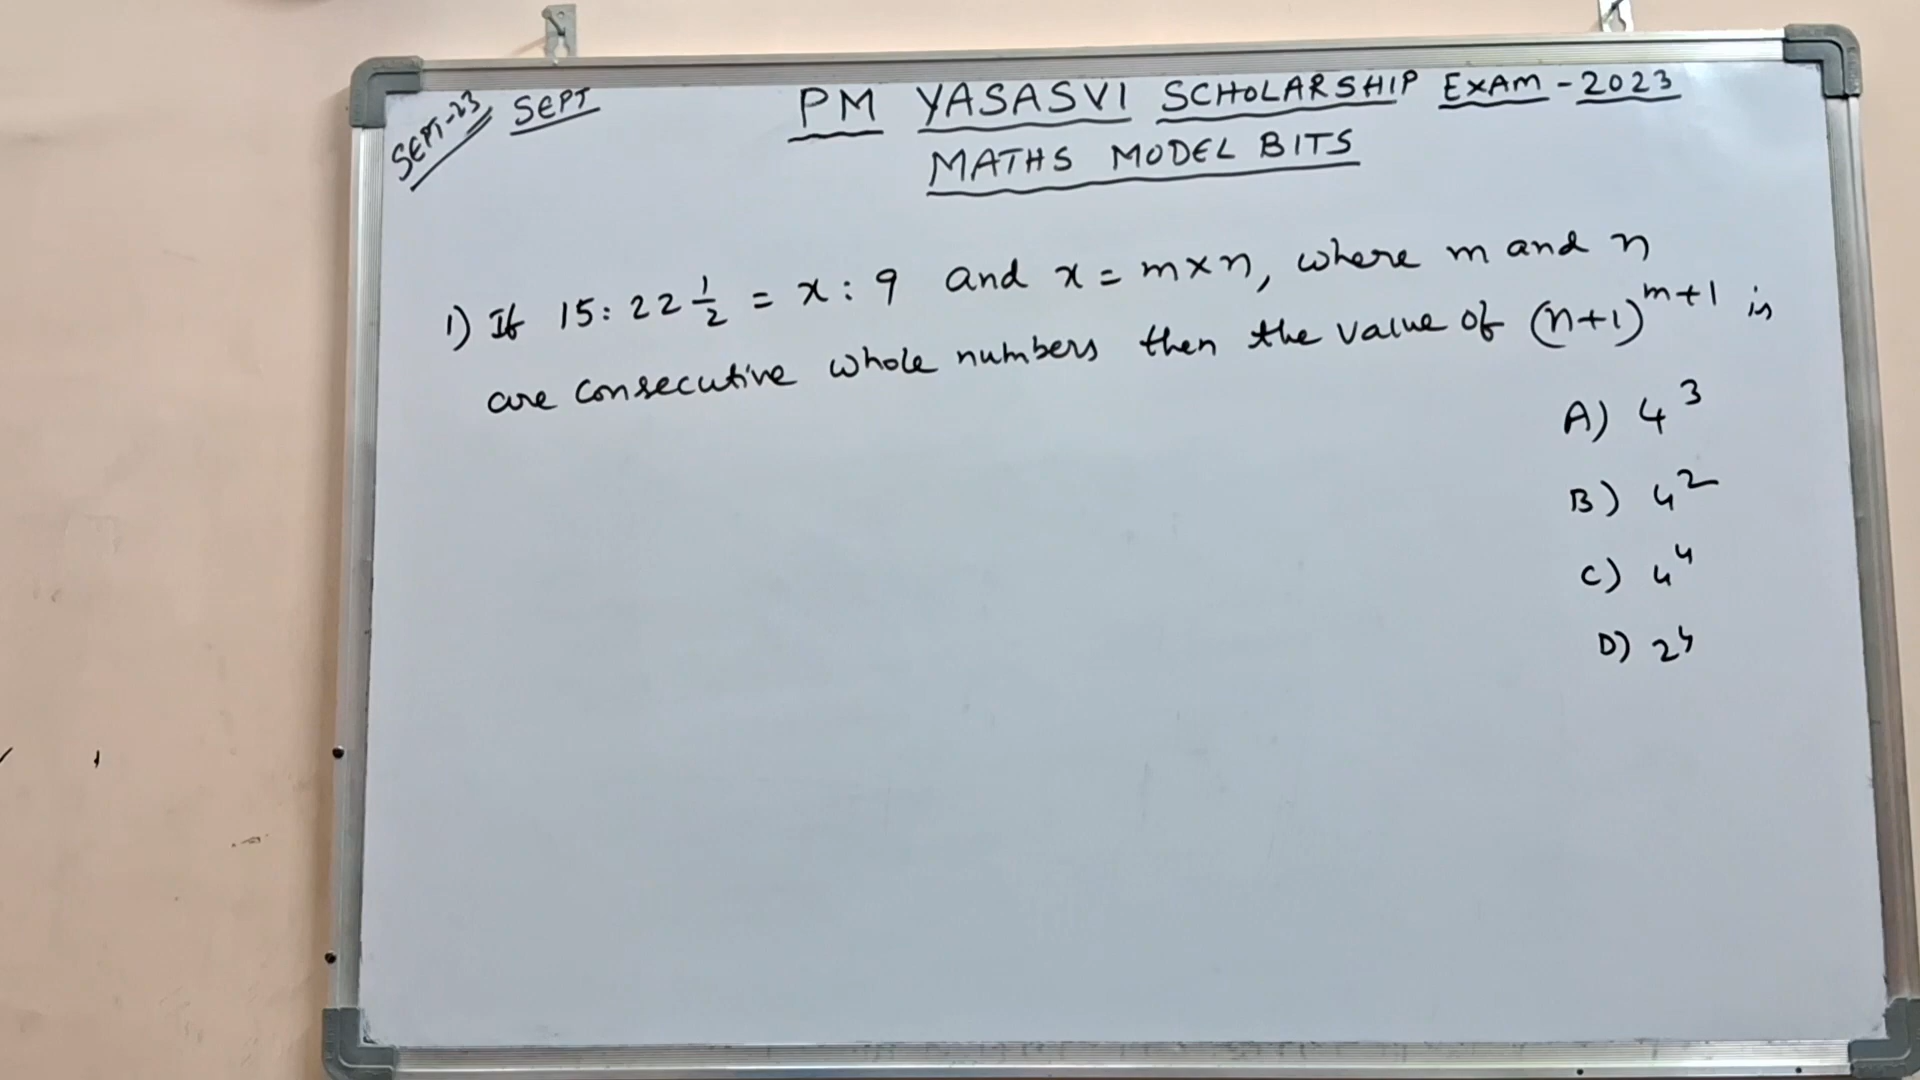 SEPT-23 SEPT PM YASASVI SCHOLARSHIP EXAM-2023
MATHS MODEL BITS
1) If 15:22 1/2 = x:9 and x = m×n, where m and n
are consecutive whole numbers then the value of (n+1)^m+1 is
A) 4^3
B) 4^2
C) 4^4
D) 2^4